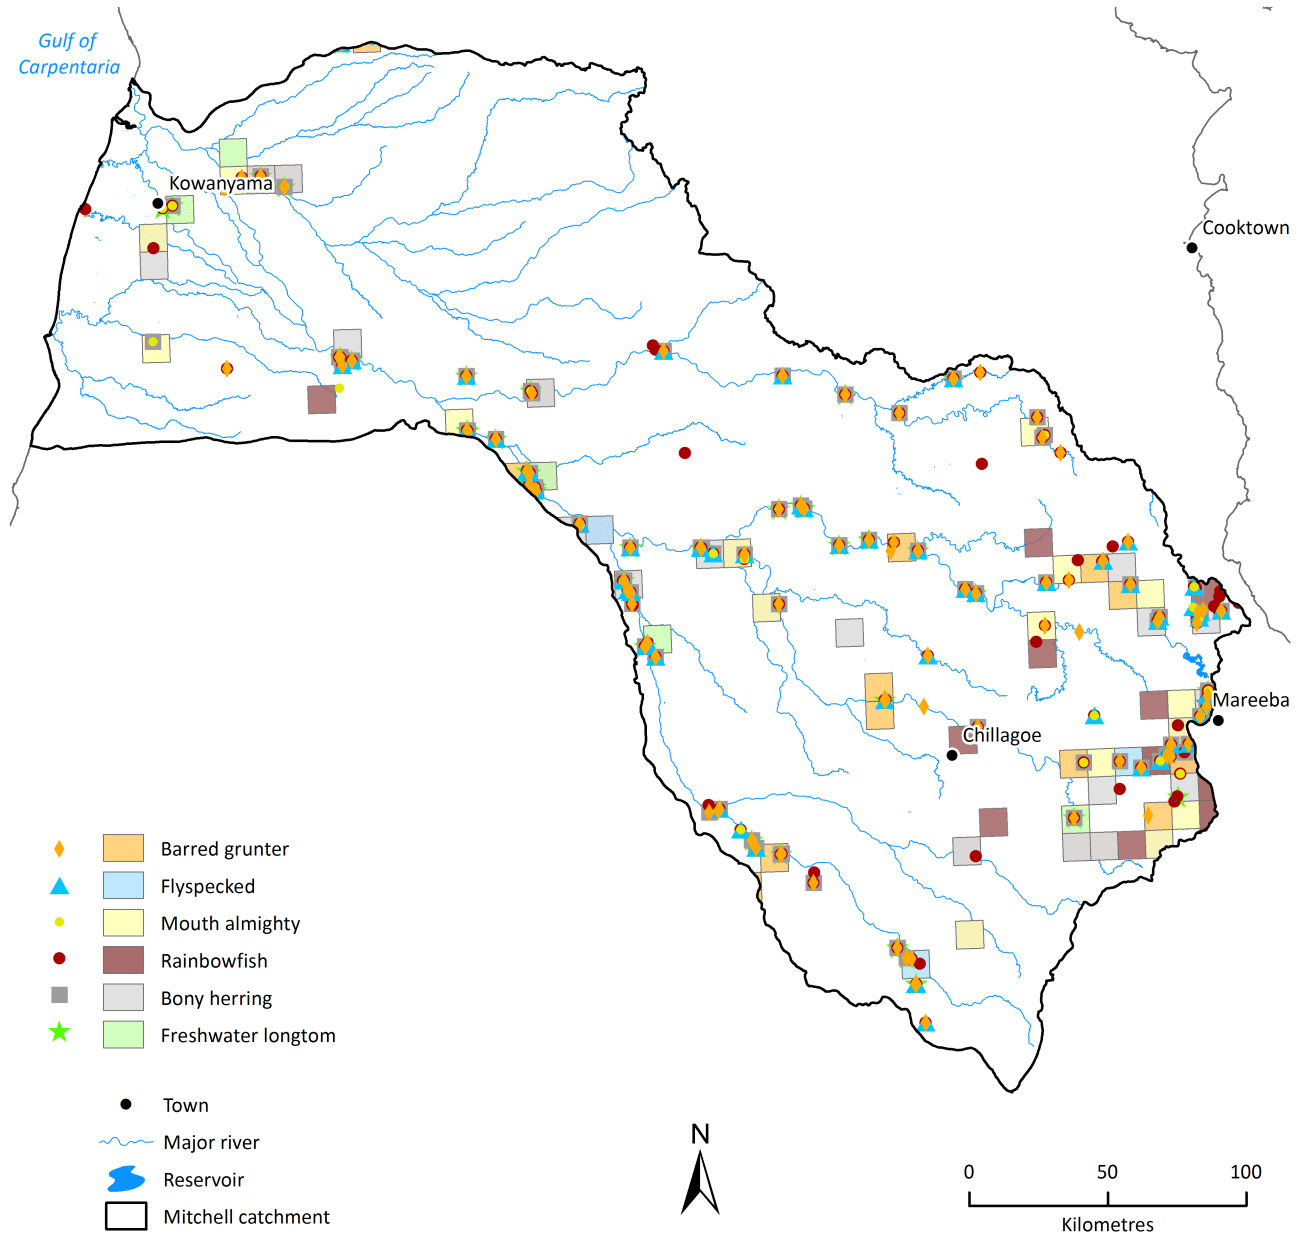 Gulf of
Carpentaria
Kowanyama
Cooktown
Mareeba
Chillagoe
Barred grunter
Flyspecked
Mouth almighty
Rainbowfish
Bony herring
Freshwater longtom
Town
Major river
Reservoir
Mitchell catchment
N
0 50 100
Kilometres